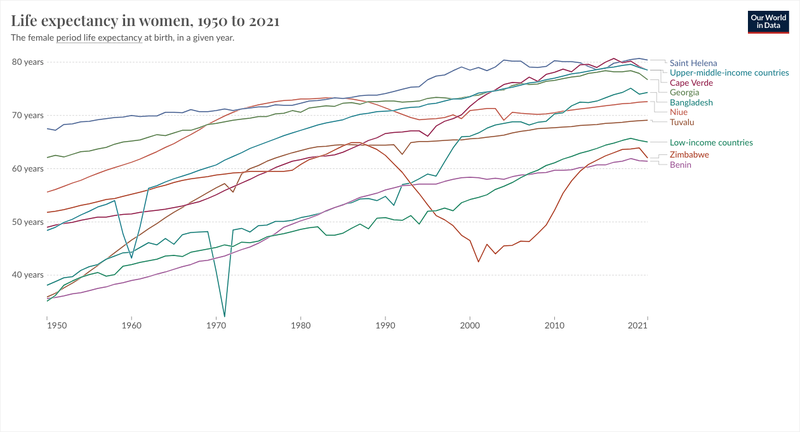 Life expectancy in women, 1950 to 2021
Our World
in Data
The female period life expectancy at birth, in a given year.
80 years
70 years
60 years
50 years
40 years
1950
1960
1970
1980
1990
2000
2010
2021
Saint Helena
Upper-middle-income countries
Cape Verde
Georgia
Bangladesh
Niue
Tuvalu
Low-income countries
Zimbabwe
Benin